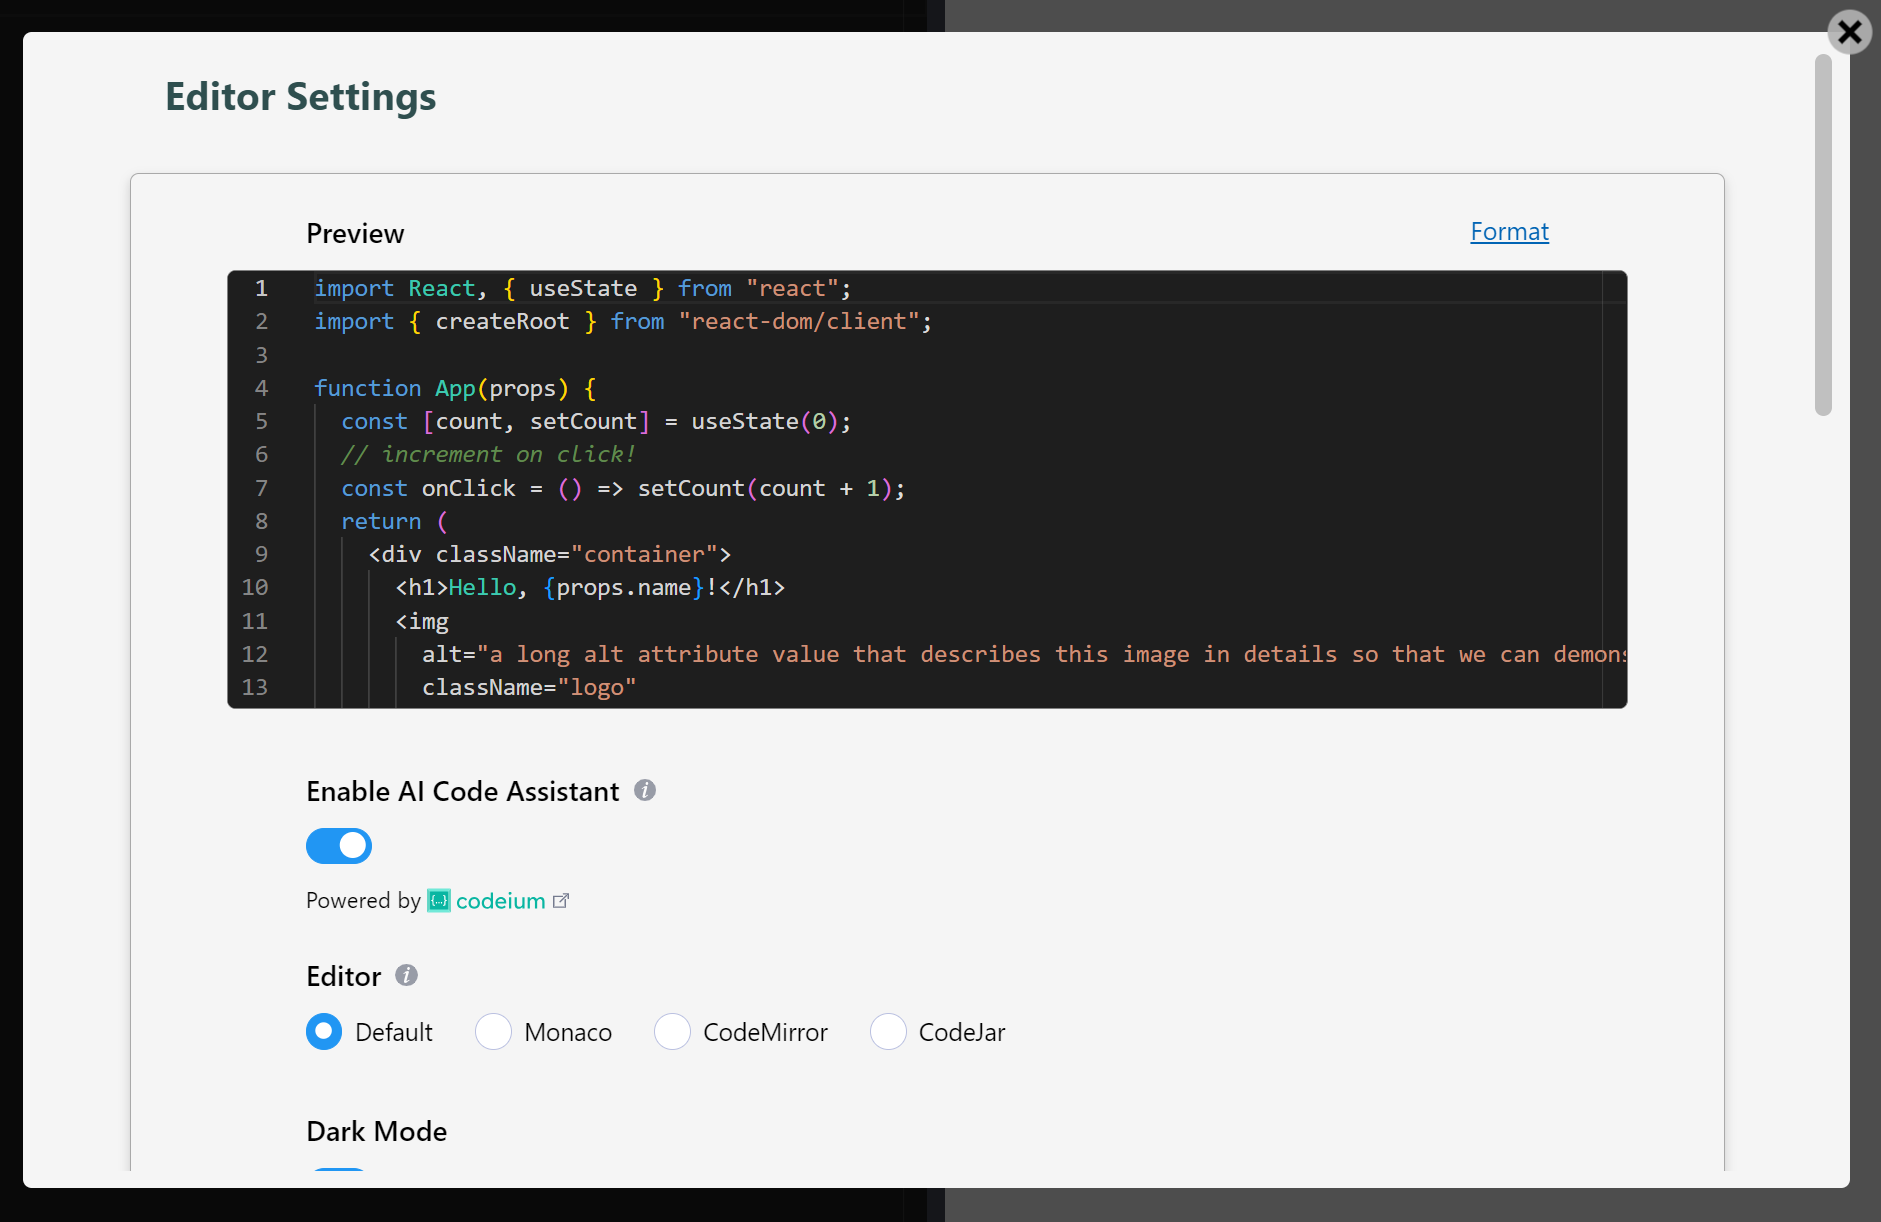 Editor Settings
Preview
Format
1 import React, { useState } from "react";
2 import { createRoot } from "react-dom/client";
3
4 function App(props) {
5   const [count, setCount] = useState(0);
6   // increment on click!
7   const onClick = () => setCount(count + 1);
8   return (
9     <div className="container">
10       <h1>Hello, {props.name}!</h1>
11       <img
12         alt="a long alt attribute value that describes this image in details so that we can demons
13         className="logo"
Enable AI Code Assistant
Powered by {...} codeium
Editor
Default Monaco CodeMirror CodeJar
Dark Mode